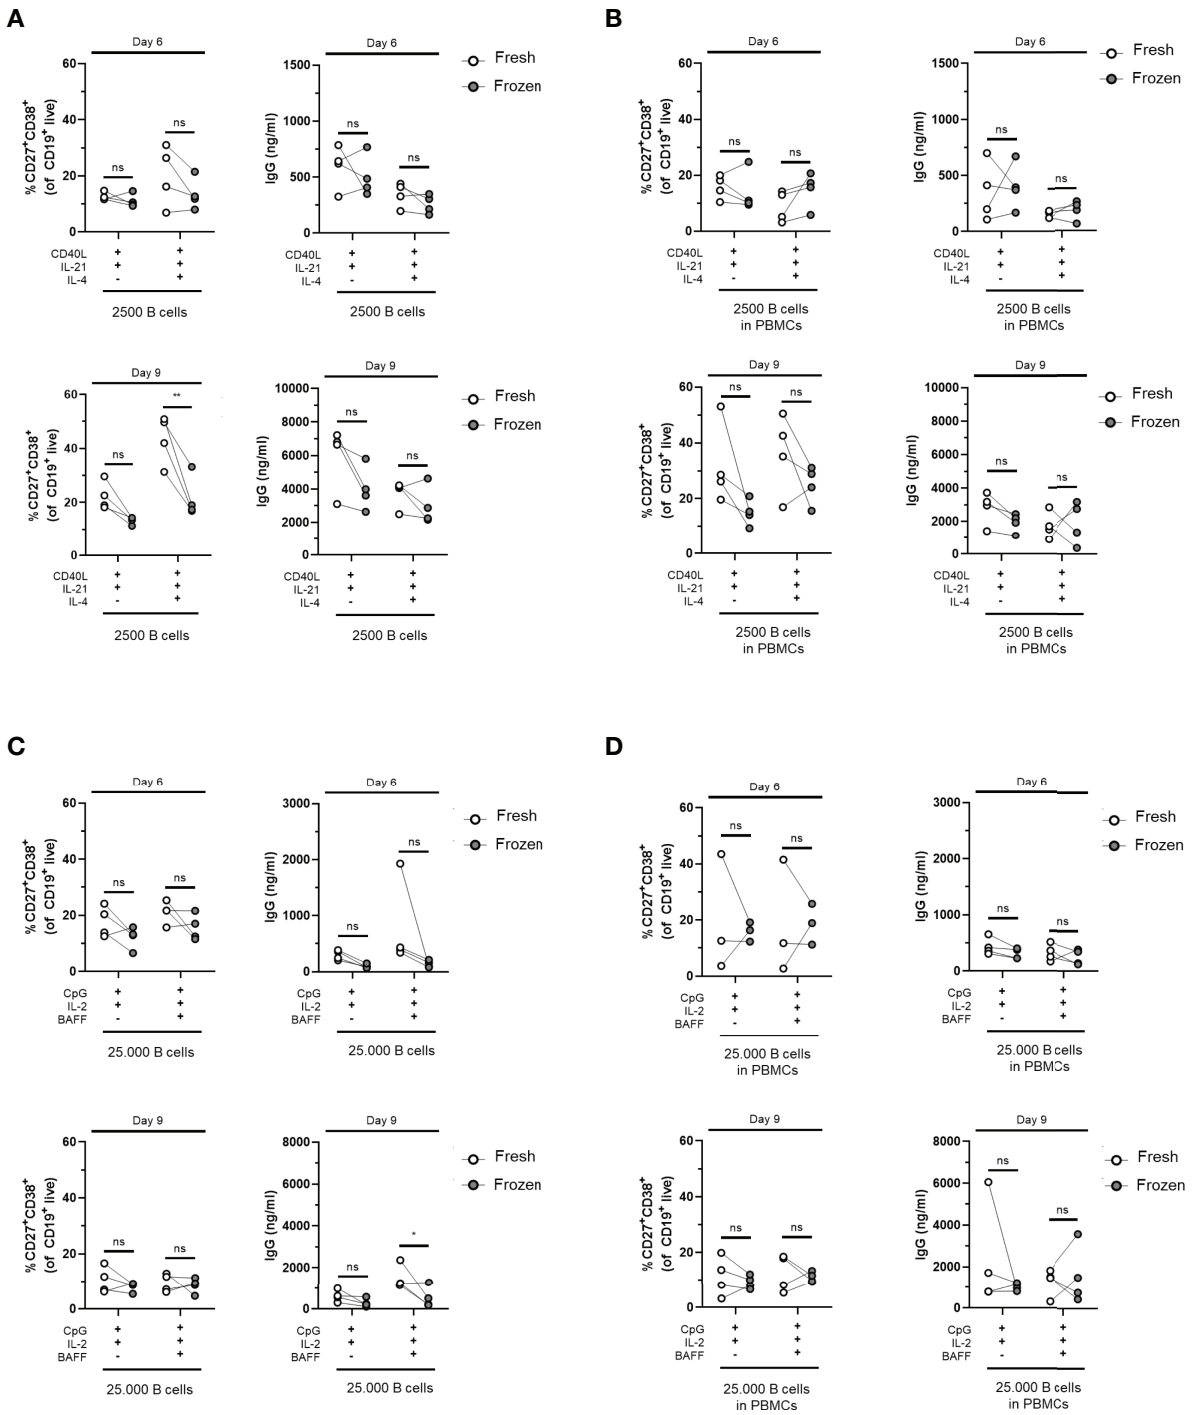 A
Day 6
% CD27+CD38+
(of CD19+ live)
60
40
20
0
ns
ns
CD40L + +
IL-21 + +
IL-4 - +
2500 B cells
Day 6
IgG (ng/ml)
1500
1000
500
0
ns
ns
CD40L + +
IL-21 + +
IL-4 - +
2500 B cells
Fresh
Frozen
Day 9
% CD27+CD38+
(of CD19+ live)
60
40
20
0
ns
**
CD40L + +
IL-21 + +
IL-4 - +
2500 B cells
Day 9
IgG (ng/ml)
10000
8000
6000
4000
2000
0
ns
ns
CD40L + +
IL-21 + +
IL-4 - +
2500 B cells
Fresh
Frozen
B
Day 6
% CD27+CD38+
(of CD19+ live)
60
40
20
0
ns
ns
CD40L + +
IL-21 + +
IL-4 - +
2500 B cells
in PBMCs
Day 6
IgG (ng/ml)
1500
1000
500
0
ns
ns
CD40L + +
IL-21 + +
IL-4 - +
2500 B cells
in PBMCs
Fresh
Frozen
Day 9
% CD27+CD38+
(of CD19+ live)
60
40
20
0
ns
ns
CD40L + +
IL-21 + +
IL-4 - +
2500 B cells
in PBMCs
Day 9
IgG (ng/ml)
10000
8000
6000
4000
2000
0
ns
ns
CD40L + +
IL-21 + +
IL-4 - +
2500 B cells
in PBMCs
Fresh
Frozen
C
Day 6
% CD27+CD38+
(of CD19+ live)
60
40
20
0
ns
ns
CpG + +
IL-2 + +
BAFF - +
25.000 B cells
Day 6
IgG (ng/ml)
3000
2000
1000
0
ns
ns
CpG + +
IL-2 + +
BAFF - +
25.000 B cells
Fresh
Frozen
Day 9
% CD27+CD38+
(of CD19+ live)
60
40
20
0
ns
ns
CpG + +
IL-2 + +
BAFF - +
25.000 B cells
Day 9
IgG (ng/ml)
8000
6000
4000
2000
0
ns
*
CpG + +
IL-2 + +
BAFF - +
25.000 B cells
Fresh
Frozen
D
Day 6
% CD27+CD38+
(of CD19+ live)
60
40
20
0
ns
ns
CpG + +
IL-2 + +
BAFF - +
25.000 B cells
in PBMCs
Day 6
IgG (ng/ml)
3000
2000
1000
0
ns
ns
CpG + +
IL-2 + +
BAFF - +
25.000 B cells
in PBMCs
Fresh
Frozen
Day 9
% CD27+CD38+
(of CD19+ live)
60
40
20
0
ns
ns
CpG + +
IL-2 + +
BAFF - +
25.000 B cells
in PBMCs
Day 9
IgG (ng/ml)
8000
6000
4000
2000
0
ns
ns
CpG + +
IL-2 + +
BAFF - +
25.000 B cells
in PBMCs
Fresh
Frozen